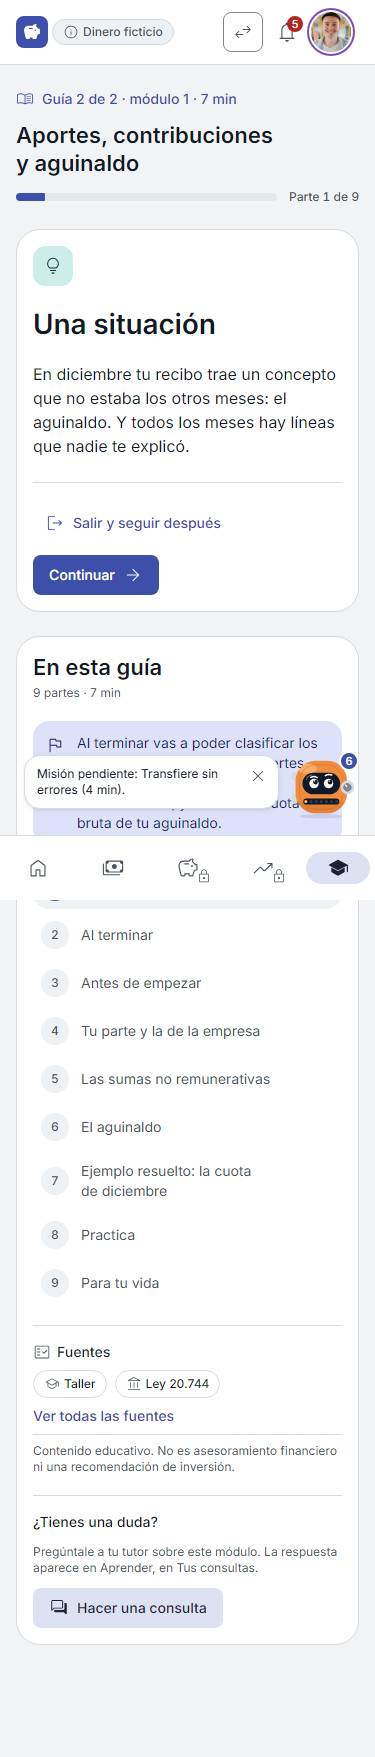 Dinero ficticio
5
Guía 2 de 2 · módulo 1 · 7 min
Aportes, contribuciones
y aguinaldo
Parte 1 de 9
Una situación
En diciembre tu recibo trae un concepto
que no estaba los otros meses: el
aguinaldo. Y todos los meses hay líneas
que nadie te explicó.
Salir y seguir después
Continuar
En esta guía
9 partes · 7 min
Al terminar vas a poder clasificar los
Misión pendiente: Transfiere sin
errores (4 min).
6
bruta de tu aguinaldo.
2 Al terminar
3 Antes de empezar
4 Tu parte y la de la empresa
5 Las sumas no remunerativas
6 El aguinaldo
7 Ejemplo resuelto: la cuota
de diciembre
8 Practica
9 Para tu vida
Fuentes
Taller
Ley 20.744
Ver todas las fuentes
Contenido educativo. No es asesoramiento financiero
ni una recomendación de inversión.
¿Tienes una duda?
Pregúntale a tu tutor sobre este módulo. La respuesta
aparece en Aprender, en Tus consultas.
Hacer una consulta